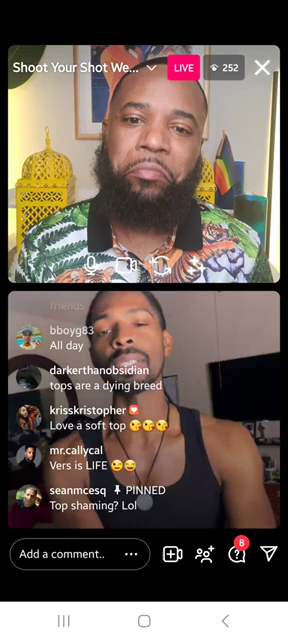 Shoot Your Shot We...
LIVE
252
friends
bboyg83
All day
darkerthanobsidian
tops are a dying breed
krisskristopher
Love a soft top 😘😘😘
mr.callycal
Vers is LIFE 😉😂
seanmcesq PINNED
Top shaming? Lol
Add a comment..
8